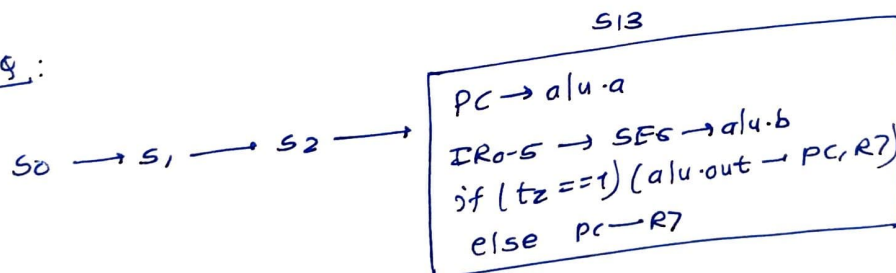 S13
PC → alu.a
S0 → S1 → S2 →
IR0-5 → SE6 → alu.b
if (tz ==1) (alu.out → PC, R7)
else PC → R7